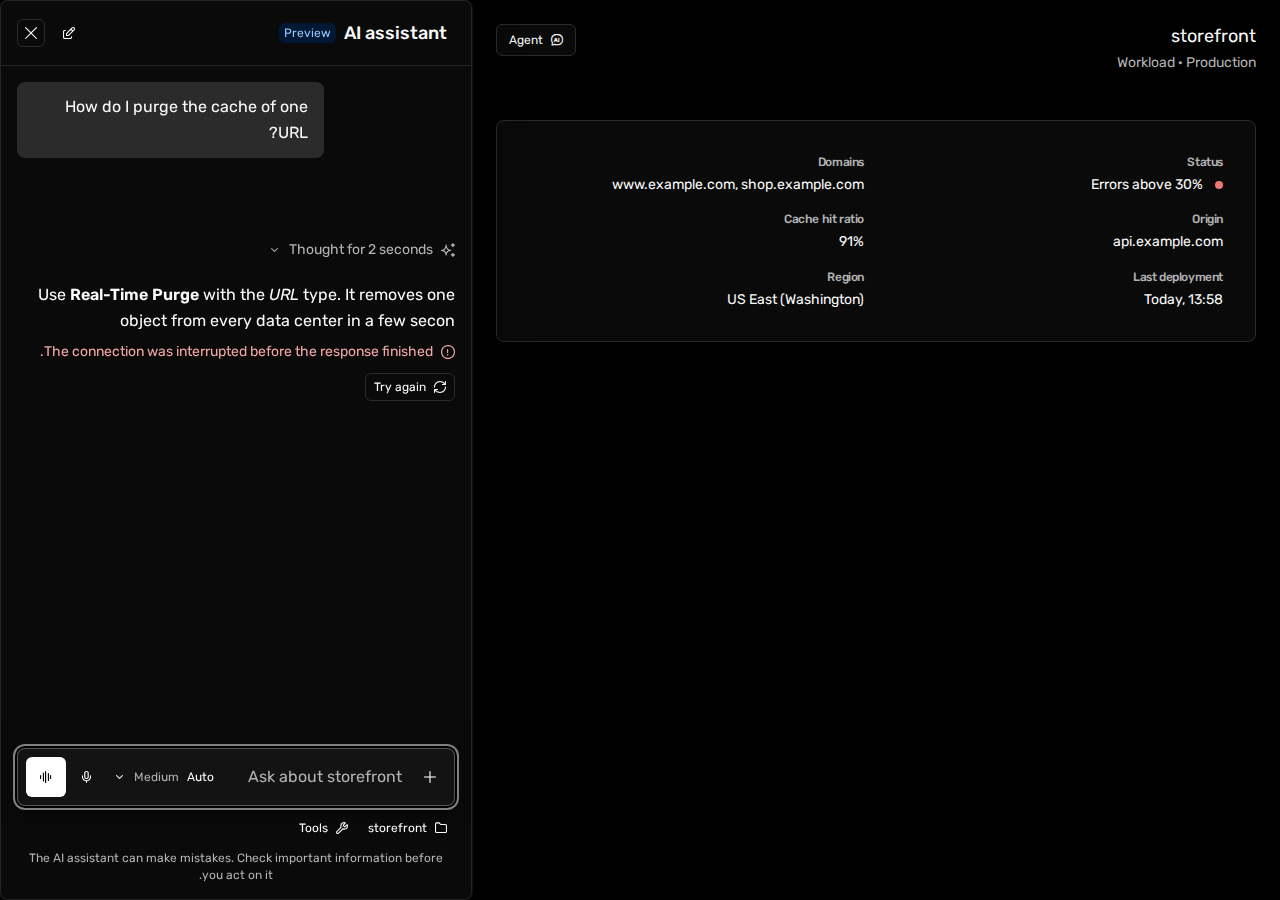 AI assistant
Preview
How do I purge the cache of one
URL?
Thought for 2 seconds
Use Real-Time Purge with the URL type. It removes one
object from every data center in a few secon
The connection was interrupted before the response finished.
Try again
Ask about storefront
Auto Medium
storefront
Tools
The AI assistant can make mistakes. Check important information before
you act on it.
storefront
Workload • Production
Agent
Status
Errors above 30%
Domains
www.example.com, shop.example.com
Origin
api.example.com
Cache hit ratio
91%
Last deployment
Today, 13:58
Region
US East (Washington)